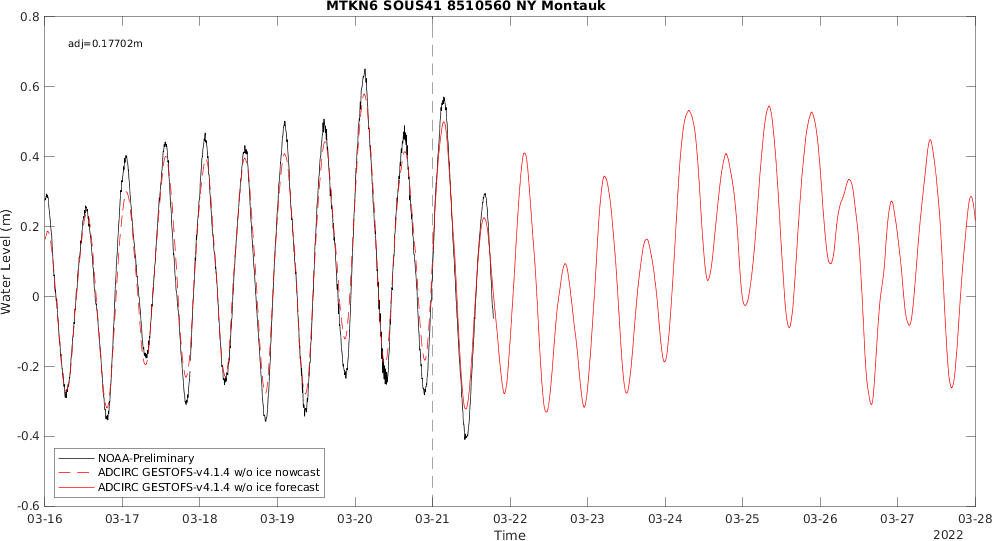 MTKN6 SOUS41 8510560 NY Montauk
0.8
adj=0.17702m
0.6
0.4
0.2
0
-0.2
-0.4
-0.6
Water Level (m)
NOAA-Preliminary
ADCIRC GESTOFS-v4.1.4 w/o ice nowcast
ADCIRC GESTOFS-v4.1.4 w/o ice forecast
03-16 03-17 03-18 03-19 03-20 03-21 03-22 03-23 03-24 03-25 03-26 03-27 03-28
Time
2022